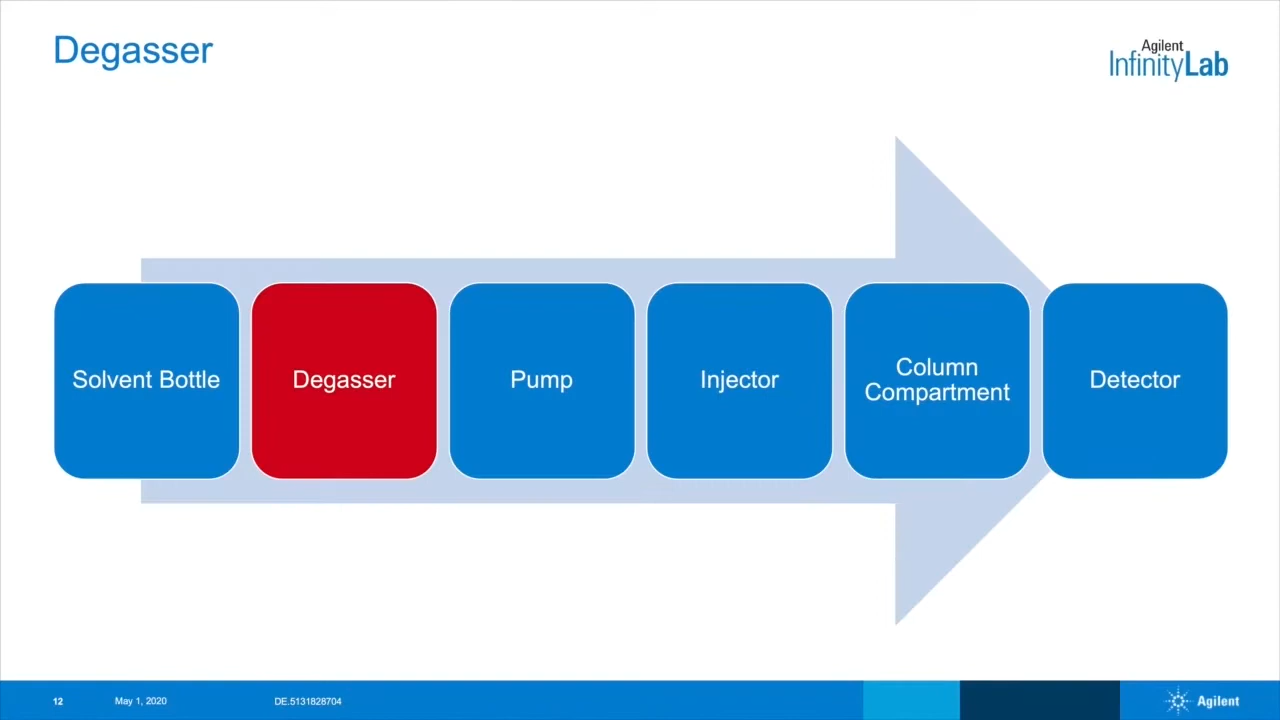 Degasser
Agilent
InfinityLab
Solvent Bottle
Degasser
Pump
Injector
Column
Compartment
Detector
12
May 1, 2020
DE.5131828704
Agilent